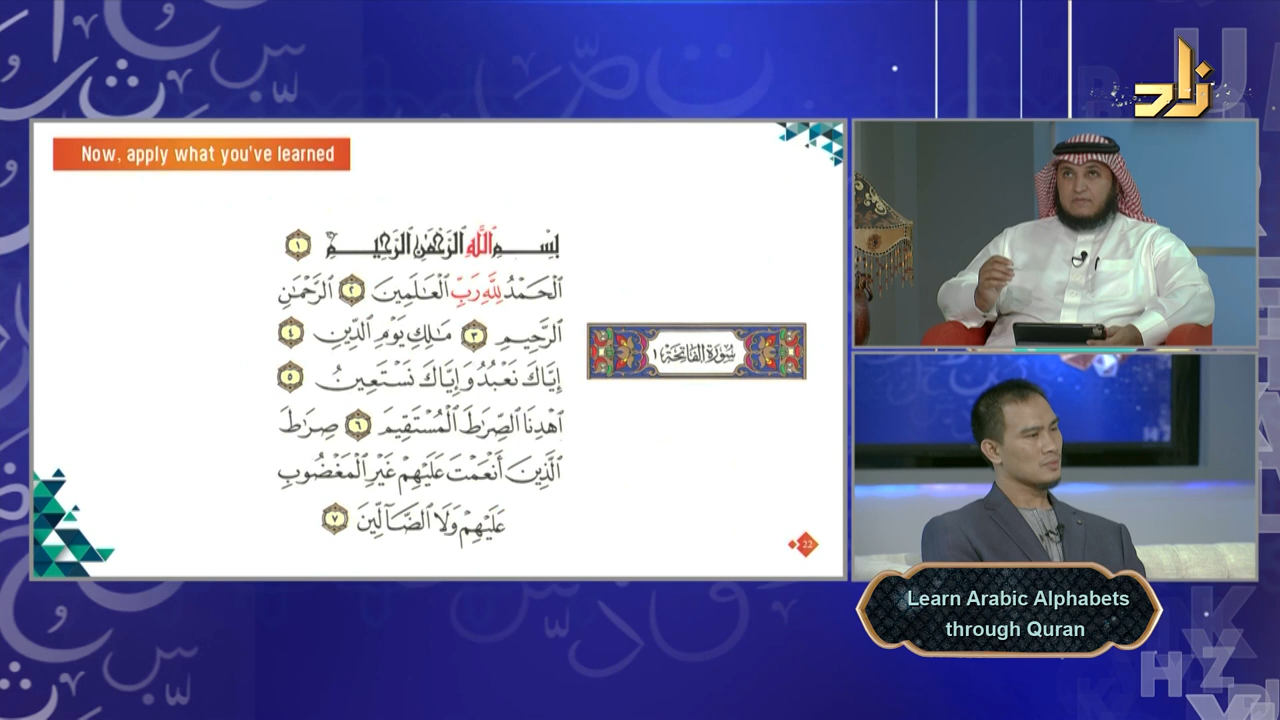 زاد
Now, apply what you've learned
بِسْمِ ٱللَّهِ ٱلرَّحْمَٰنِ ٱلرَّحِيمِ ١
ٱلْحَمْدُ لِلَّهِ رَبِّ ٱلْعَٰلَمِينَ ٢ ٱلرَّحْمَٰنِ
ٱلرَّحِيمِ ٣ مَٰلِكِ يَوْمِ ٱلدِّينِ ٤
إِيَّاكَ نَعْبُدُ وَإِيَّاكَ نَسْتَعِينُ ٥
ٱهْدِنَا ٱلصِّرَٰطَ ٱلْمُسْتَقِيمَ ٦ صِرَٰطَ
ٱلَّذِينَ أَنْعَمْتَ عَلَيْهِمْ غَيْرِ ٱلْمَغْضُوبِ
عَلَيْهِمْ وَلَا ٱلضَّآلِّينَ ٧
سُورَةُ الفَاتِحَةِ ١
22
Learn Arabic Alphabets
through Quran